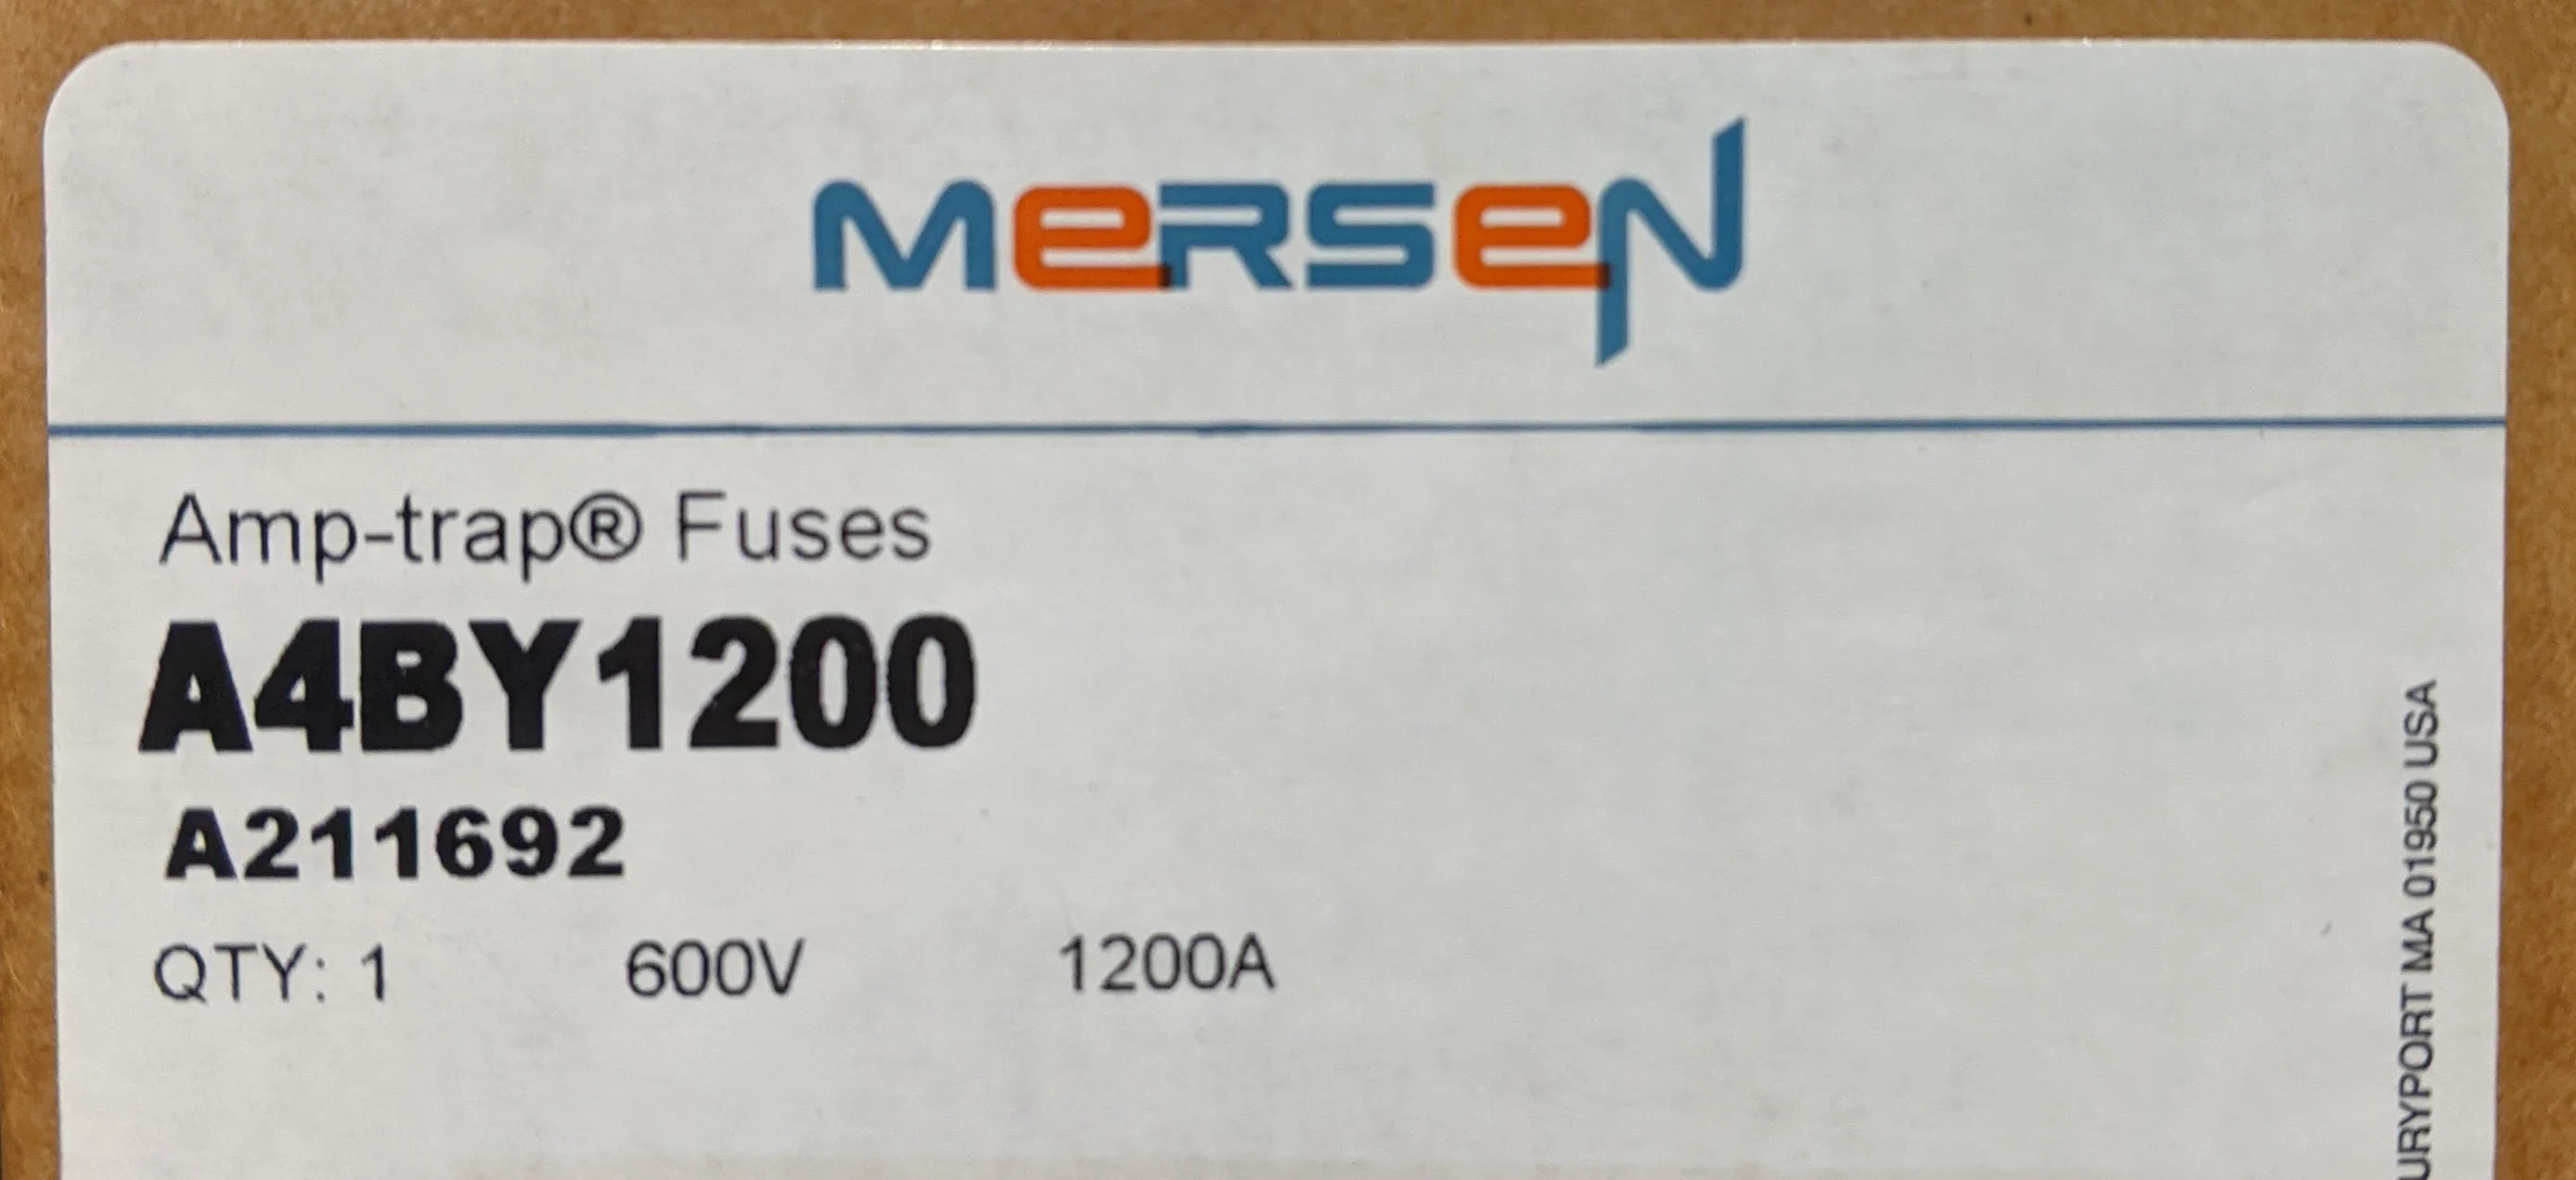 MERSEN
Amp-trap® Fuses
A4BY1200
A211692
QTY: 1 600V 1200A
URYPORT MA 01950 USA